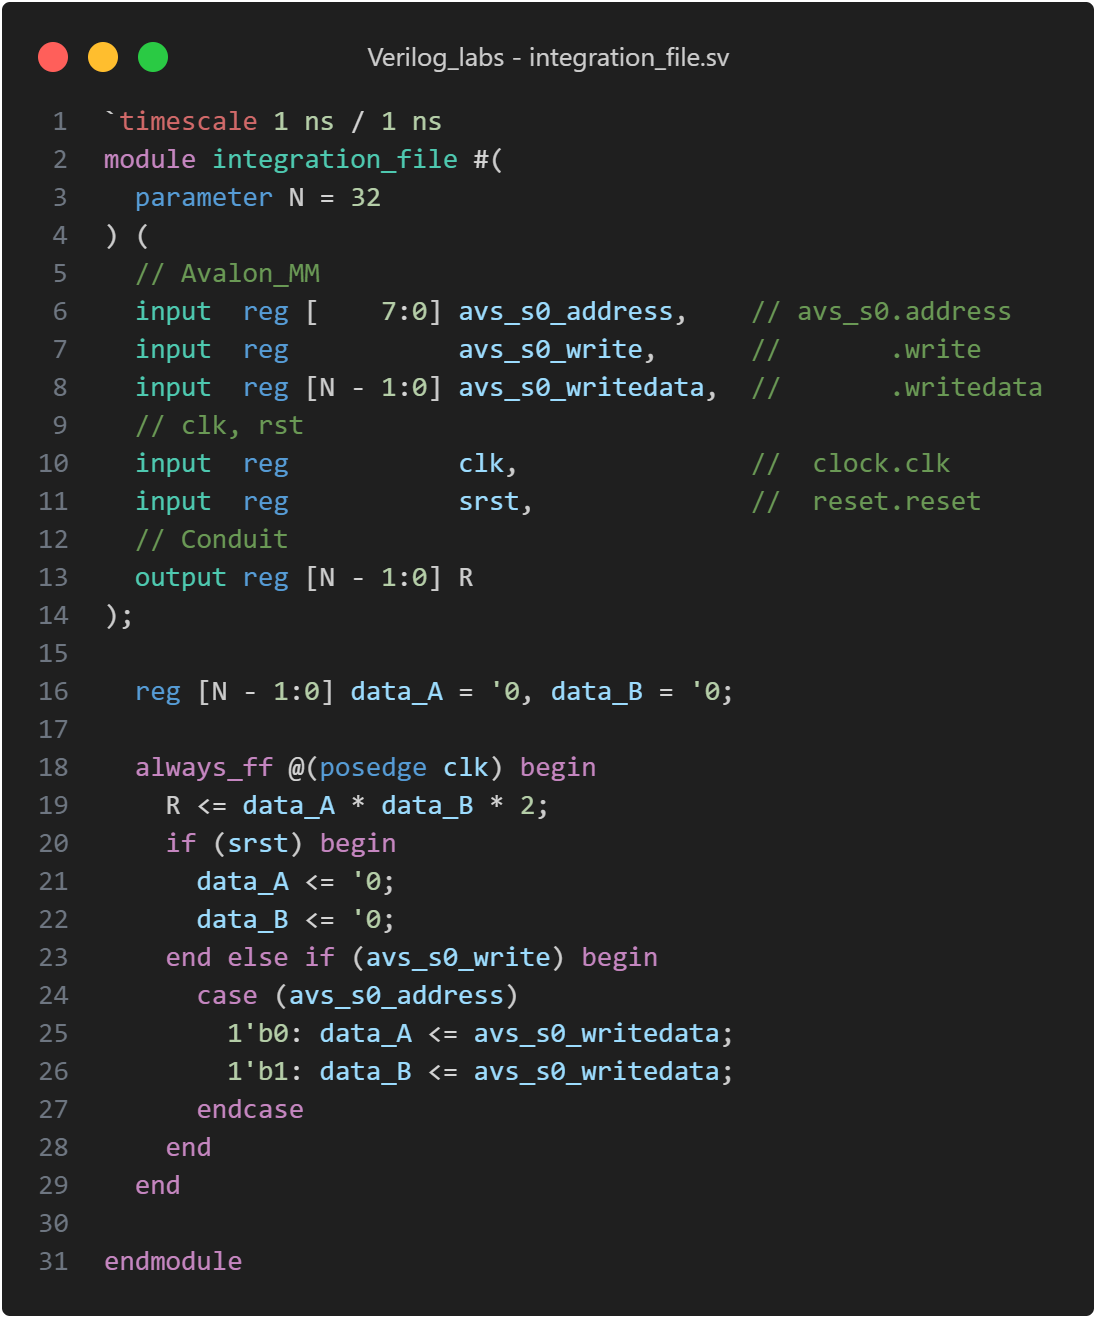 Verilog_labs - integration_file.sv
1 `timescale 1 ns / 1 ns
2 module integration_file #(
3   parameter N = 32
4 ) (
5   // Avalon_MM
6   input  reg [    7:0] avs_s0_address,    // avs_s0.address
7   input  reg           avs_s0_write,      //       .write
8   input  reg [N - 1:0] avs_s0_writedata,  //       .writedata
9   // clk, rst
10   input  reg           clk,               //  clock.clk
11   input  reg           srst,              //  reset.reset
12   // Conduit
13   output reg [N - 1:0] R
14 );
15
16   reg [N - 1:0] data_A = '0, data_B = '0;
17
18   always_ff @(posedge clk) begin
19     R <= data_A * data_B * 2;
20     if (srst) begin
21       data_A <= '0;
22       data_B <= '0;
23     end else if (avs_s0_write) begin
24       case (avs_s0_address)
25         1'b0: data_A <= avs_s0_writedata;
26         1'b1: data_B <= avs_s0_writedata;
27       endcase
28     end
29   end
30
31 endmodule